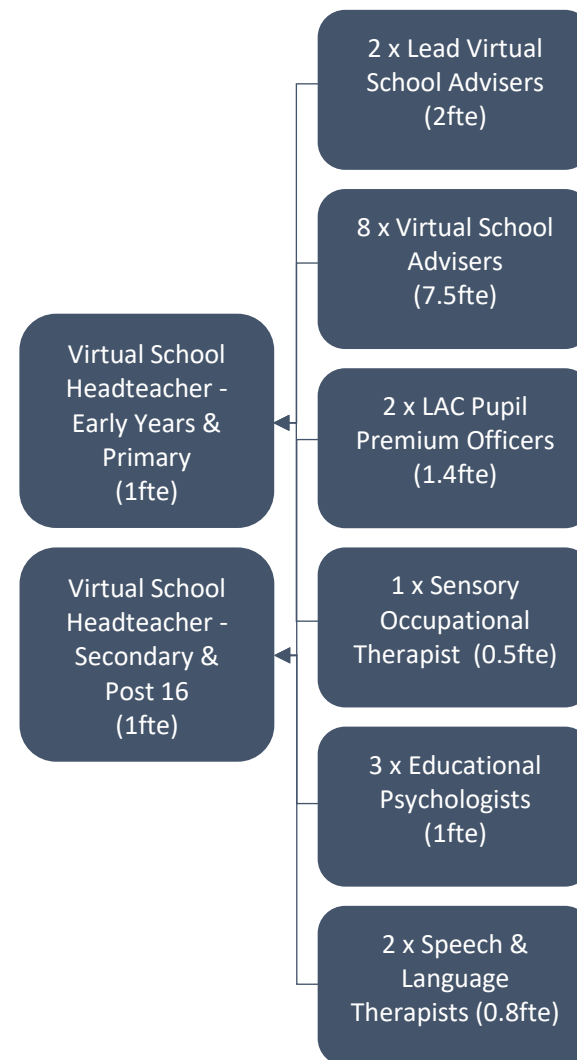 Virtual School
Headteacher -
Early Years &
Primary
(1fte)
Virtual School
Headteacher -
Secondary &
Post 16
(1fte)
2 x Lead Virtual
School Advisers
(2fte)
8 x Virtual School
Advisers
(7.5fte)
2 x LAC Pupil
Premium Officers
(1.4fte)
1 x Sensory
Occupational
Therapist (0.5fte)
3 x Educational
Psychologists
(1fte)
2 x Speech &
Language
Therapists (0.8fte)